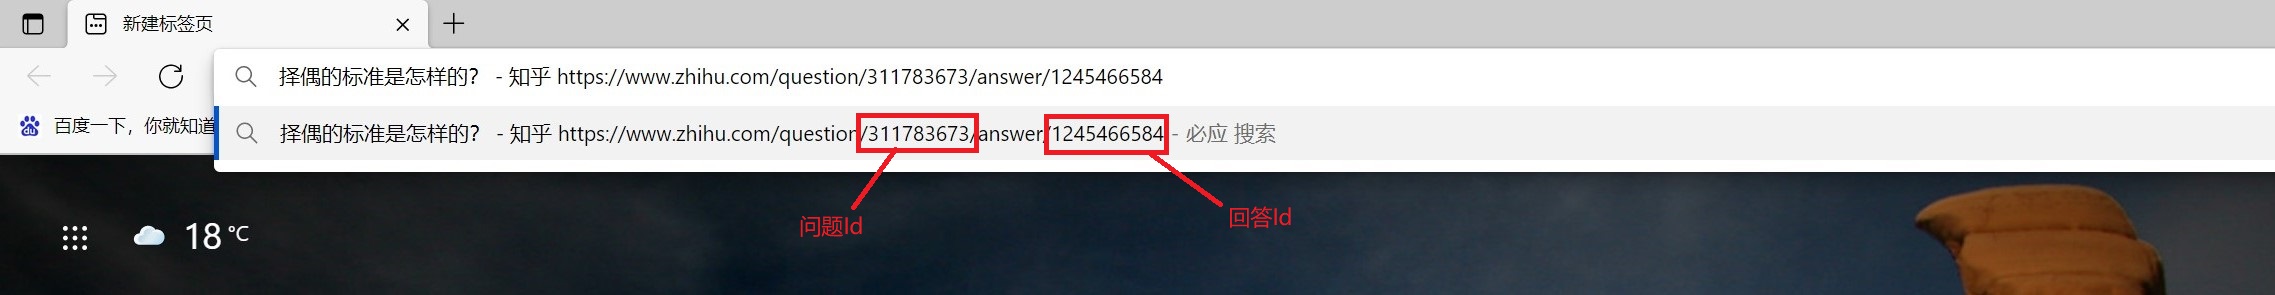 新建标签页
择偶的标准是怎样的？ - 知乎 https://www.zhihu.com/question/311783673/answer/1245466584
百度一下，你就知道
择偶的标准是怎样的？ - 知乎 https://www.zhihu.com/question/311783673/answer/1245466584 - 必应 搜索
问题Id
回答Id
18 ℃